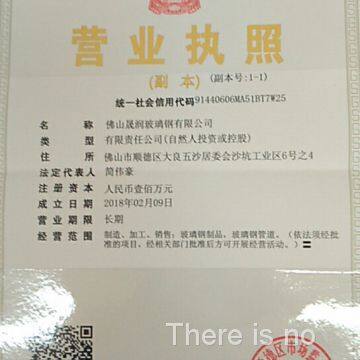 营业执照
(副 本) (副本号:1-1)
统一社会信用代码91440606MA51BT7W25
名 称 佛山晟润玻璃钢有限公司
类 型 有限责任公司(自然人投资或控股)
住 所 佛山市顺德区大良五沙居委会沙坑工业区6号之4
法定代表人 简伟豪
注册资本 人民币壹佰万元
成立日期 2018年02月09日
营业期限 长期
经营范围 制造、加工、销售:玻璃钢制品,玻璃钢管道。(依法须经批
准的项目,经相关部门批准后方可开展经营活动。)〓
There is no